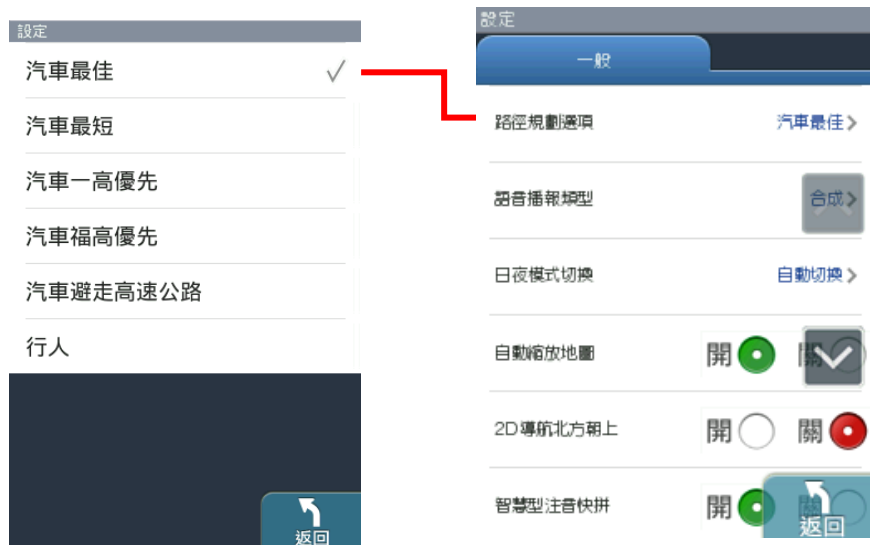 設定
汽車最佳
汽車最短
汽車一高優先
汽車福高優先
汽車避走高速公路
行人
返回
設定
一般
路徑規劃選項 汽車最佳
語音播報類型 合成
日夜模式切換 自動切換
自動縮放地圖 開 關
2D導航北方朝上 開 關
智慧型注音快拼 開 關
返回